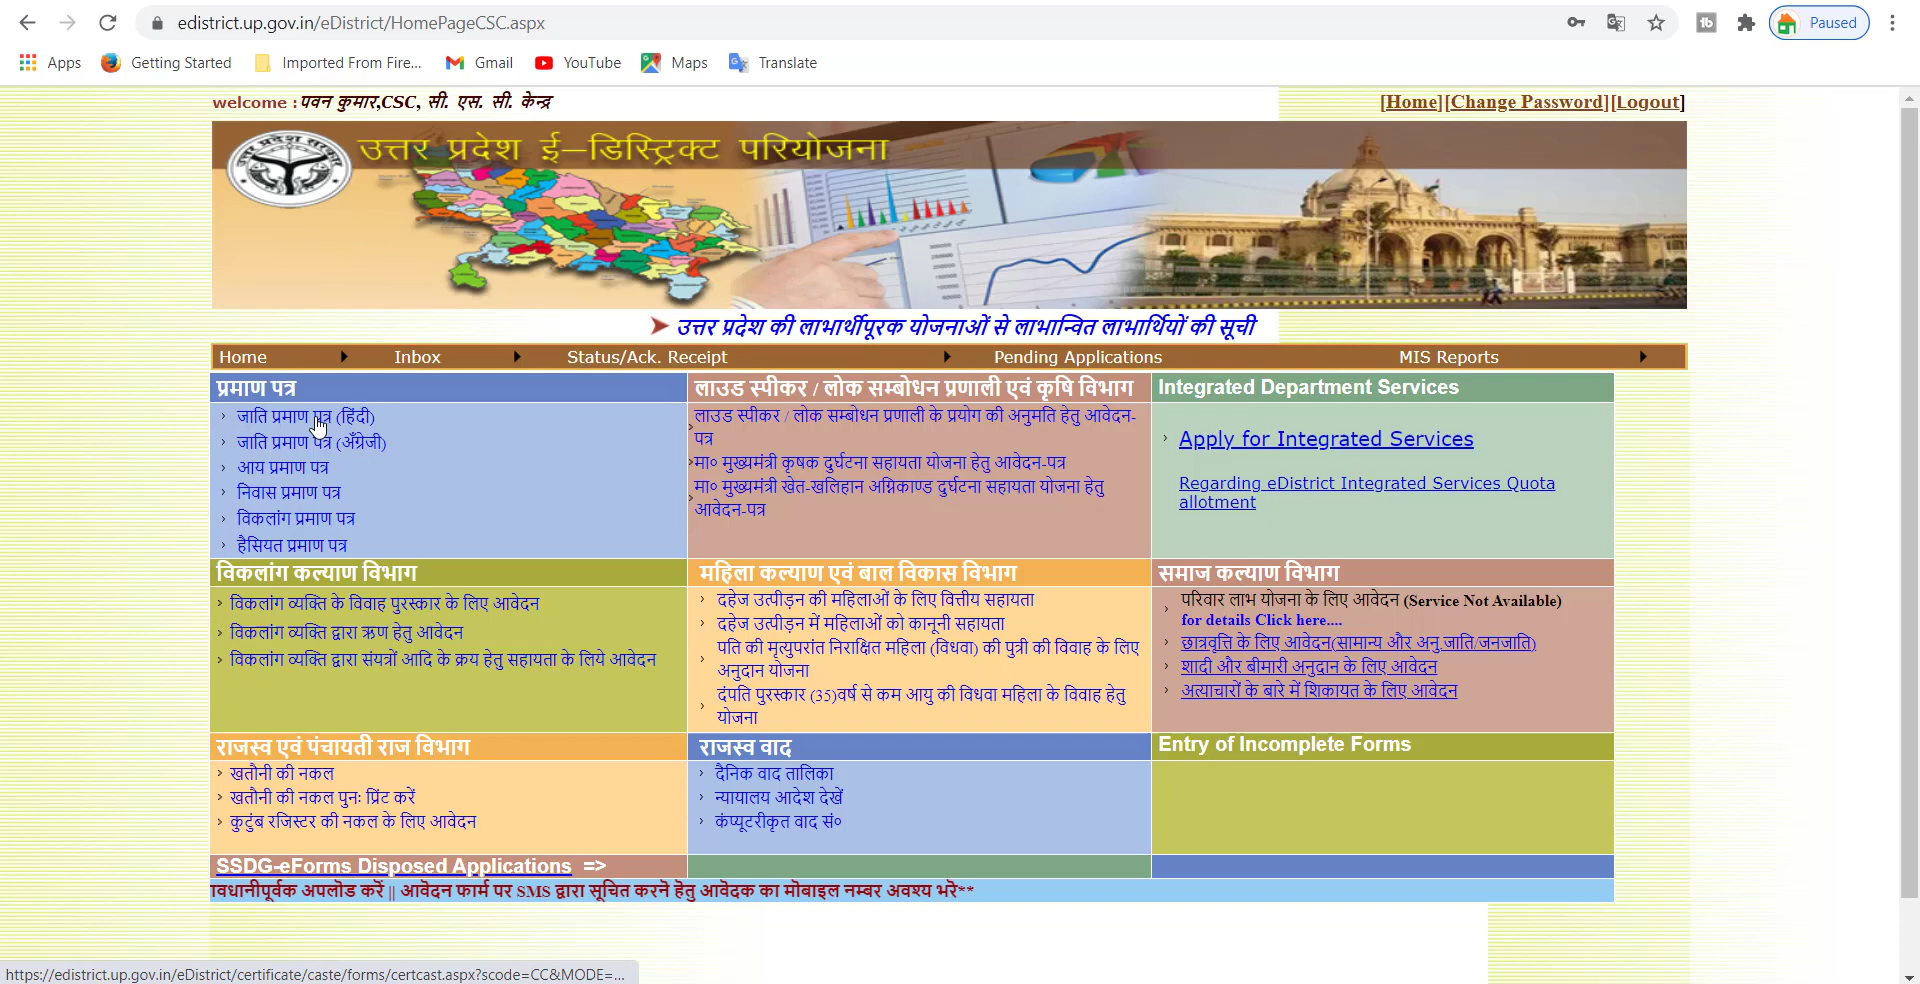 edistrict.up.gov.in/eDistrict/HomePageCSC.aspx
Paused
Apps Getting Started Imported From Fire... Gmail YouTube Maps Translate
welcome : पवन कुमार,CSC, सी. एस. सी. केन्द्र
[Home][Change Password][Logout]
उत्तर प्रदेश ई–डिस्ट्रिक्ट परियोजना
उत्तर प्रदेश की लाभार्थीपूरक योजनाओं से लाभान्वित लाभार्थियों की सूची
Home Inbox Status/Ack. Receipt Pending Applications MIS Reports
प्रमाण पत्र
जाति प्रमाण पत्र (हिंदी)
जाति प्रमाण पत्र (अँग्रेजी)
आय प्रमाण पत्र
निवास प्रमाण पत्र
विकलांग प्रमाण पत्र
हैसियत प्रमाण पत्र
लाउड स्पीकर / लोक सम्बोधन प्रणाली एवं कृषि विभाग
लाउड स्पीकर / लोक सम्बोधन प्रणाली के प्रयोग की अनुमति हेतु आवेदन-
पत्र
मा० मुख्यमंत्री कृषक दुर्घटना सहायता योजना हेतु आवेदन-पत्र
मा० मुख्यमंत्री खेत-खलिहान अग्निकाण्ड दुर्घटना सहायता योजना हेतु
आवेदन-पत्र
Integrated Department Services
Apply for Integrated Services
Regarding eDistrict Integrated Services Quota
allotment
विकलांग कल्याण विभाग
विकलांग व्यक्ति के विवाह पुरस्कार के लिए आवेदन
विकलांग व्यक्ति द्वारा ऋण हेतु आवेदन
विकलांग व्यक्ति द्वारा संयत्रों आदि के क्रय हेतु सहायता के लिये आवेदन
महिला कल्याण एवं बाल विकास विभाग
दहेज उत्पीड़न की महिलाओं के लिए वित्तीय सहायता
दहेज उत्पीड़न में महिलाओं को कानूनी सहायता
पति की मृत्युपरांत निराक्षित महिला (विधवा) की पुत्री की विवाह के लिए
अनुदान योजना
दंपति पुरस्कार (35)वर्ष से कम आयु की विधवा महिला के विवाह हेतु
योजना
समाज कल्याण विभाग
परिवार लाभ योजना के लिए आवेदन (Service Not Available)
for details Click here....
छात्रवृत्ति के लिए आवेदन(सामान्य और अनु.जाति/जनजाति)
शादी और बीमारी अनुदान के लिए आवेदन
अत्याचारों के बारे में शिकायत के लिए आवेदन
राजस्व एवं पंचायती राज विभाग
खतौनी की नकल
खतौनी की नकल पुनः प्रिंट करें
कुटुंब रजिस्टर की नकल के लिए आवेदन
राजस्व वाद
दैनिक वाद तालिका
न्यायालय आदेश देखें
कंप्यूटरीकृत वाद सं०
Entry of Incomplete Forms
SSDG-eForms Disposed Applications =>
ावधानीपूर्वक अपलॊड करॆं || आवॆदन फार्म पर SMS द्वारा सूचित करनॆ हॆतु आवॆदक का मॊबाइल नम्बर अवश्य भरॆ**
https://edistrict.up.gov.in/eDistrict/certificate/caste/forms/certcast.aspx?scode=CC&MODE=...